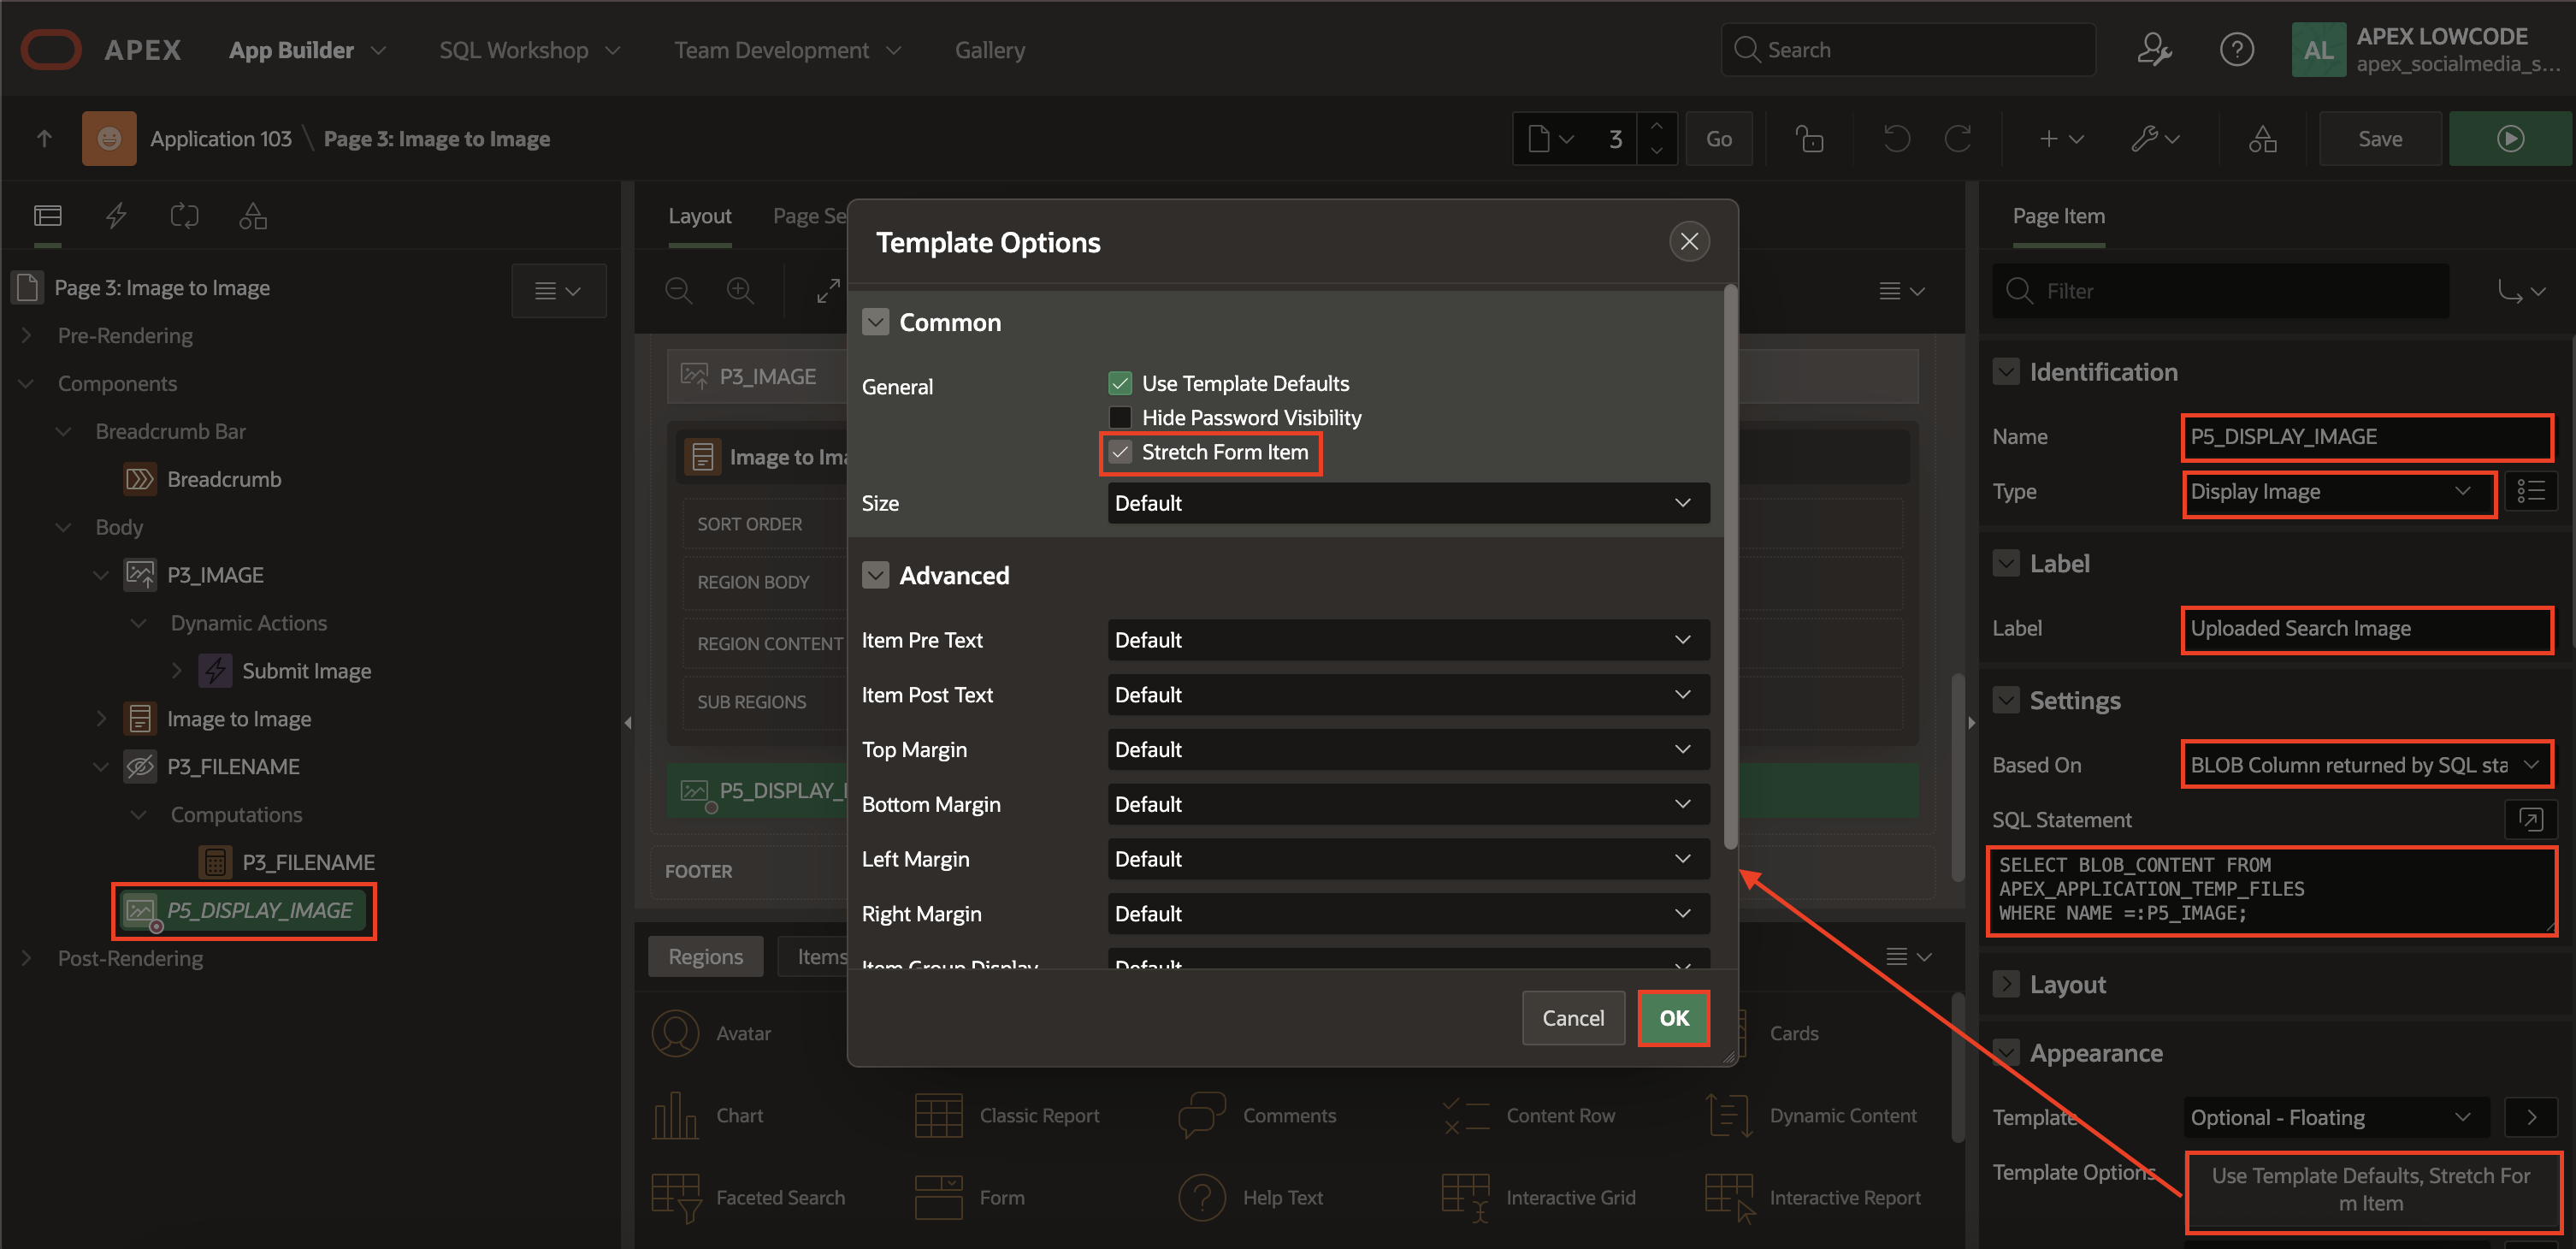 APEX App Builder SQL Workshop Team Development Gallery Search ? AL APEX LOWCODE
apex_socialmedia_s...
Application 103 \ Page 3: Image to Image 3 Go Save
Layout Page Se
Page Item
Page 3: Image to Image
Pre-Rendering
Components
Breadcrumb Bar
Breadcrumb
Body
P3_IMAGE
Dynamic Actions
Submit Image
Image to Image
P3_FILENAME
Computations
P3_FILENAME
P5_DISPLAY_IMAGE
Post-Rendering
P3_IMAGE
Image to Ima
SORT ORDER
REGION BODY
REGION CONTENT
SUB REGIONS
P5_DISPLAY_I
FOOTER
Regions Items
Avatar Cards
Chart Classic Report Comments Content Row Dynamic Content
Faceted Search Form Help Text Interactive Grid Interactive Report
Template Options
Common
General
Use Template Defaults
Hide Password Visibility
Stretch Form Item
Size Default
Advanced
Item Pre Text Default
Item Post Text Default
Top Margin Default
Bottom Margin Default
Left Margin Default
Right Margin Default
Item Group Display Default
Cancel OK
Filter
Identification
Name P5_DISPLAY_IMAGE
Type Display Image
Label
Label Uploaded Search Image
Settings
Based On BLOB Column returned by SQL sta
SQL Statement
SELECT BLOB_CONTENT FROM
APEX_APPLICATION_TEMP_FILES
WHERE NAME =:P5_IMAGE;
Layout
Appearance
Template Optional - Floating
Template Options Use Template Defaults, Stretch For
m Item